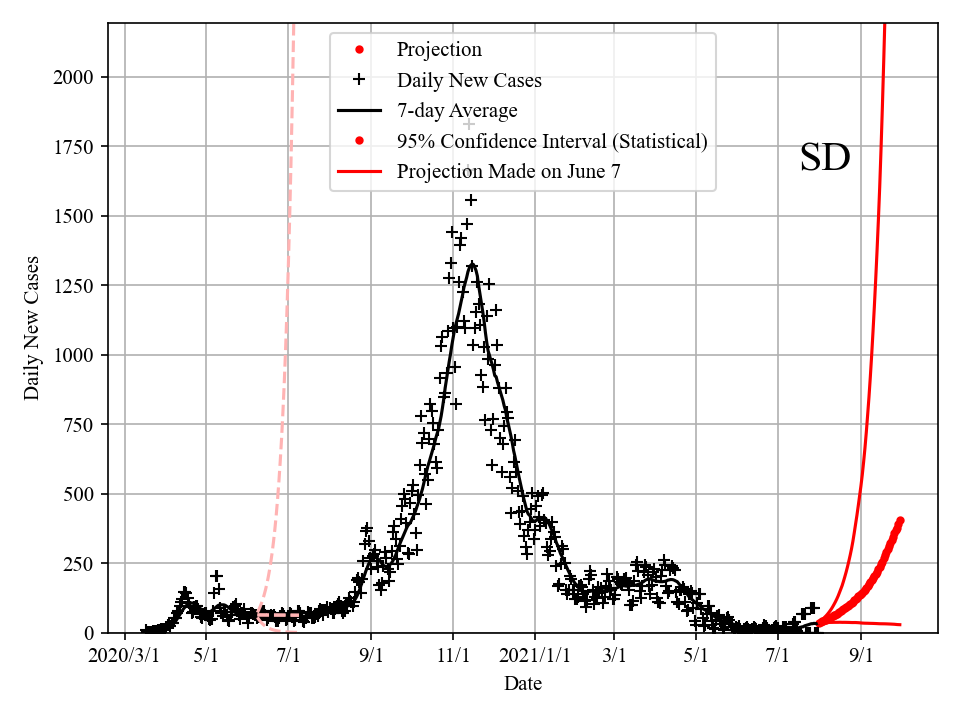 Projection
Daily New Cases
7-day Average
95% Confidence Interval (Statistical)
Projection Made on June 7
SD
Daily New Cases
2000
1750
1500
1250
1000
750
500
250
0
2020/3/1 5/1 7/1 9/1 11/1 2021/1/1 3/1 5/1 7/1 9/1
Date